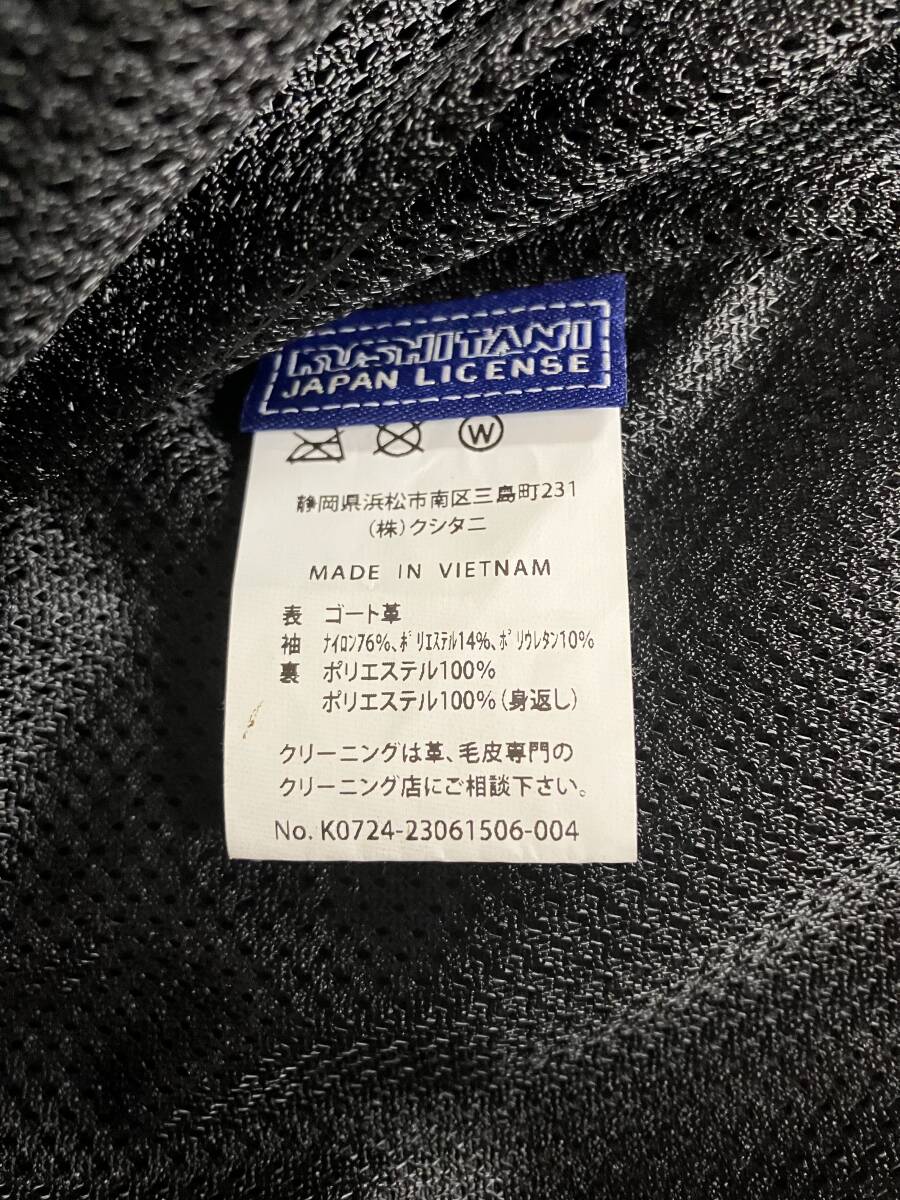 KUSHITANI
JAPAN LICENSE
W
静岡県浜松市南区三島町231
(株)クシタニ
MADE IN VIETNAM
表 ゴート革
袖 ﾅｲﾛﾝ76%、ﾎﾟﾘｴｽﾃﾙ14%、ﾎﾟﾘｳﾚﾀﾝ10%
裏 ポリエステル100%
ポリエステル100%(身返し)
クリーニングは革、毛皮専門の
クリーニング店にご相談下さい。
No. K0724-23061506-004